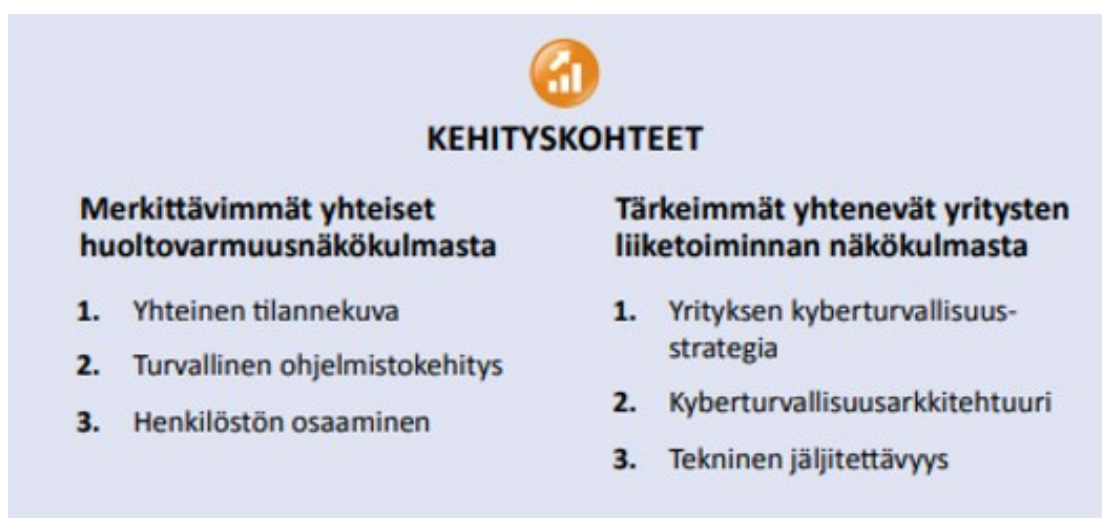 KEHITYSKOHTEET
Merkittävimmät yhteiset
huoltovarmuusnäkökulmasta
1. Yhteinen tilannekuva
2. Turvallinen ohjelmistokehitys
3. Henkilöstön osaaminen
Tärkeimmät yhtenevät yritysten
liiketoiminnan näkökulmasta
1. Yrityksen kyberturvallisuus-
strategia
2. Kyberturvallisuusarkkitehtuuri
3. Tekninen jäljitettävyys